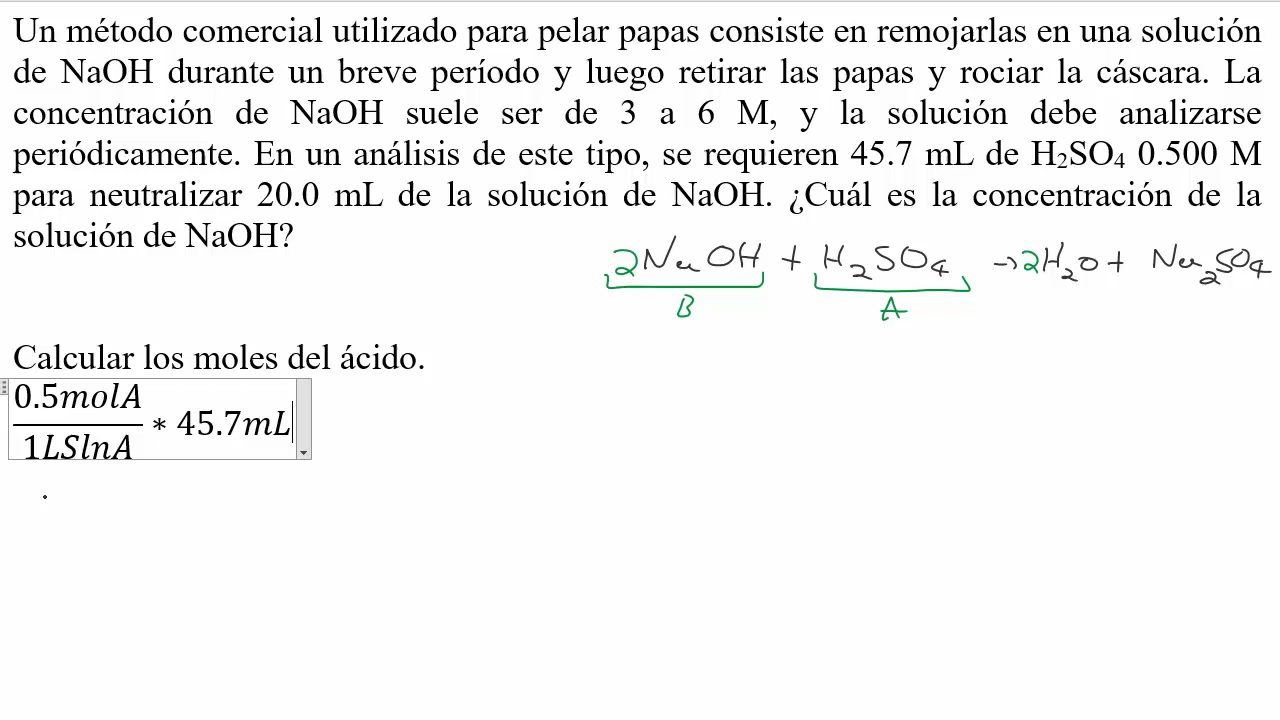 Un método comercial utilizado para pelar papas consiste en remojarlas en una solución
de NaOH durante un breve período y luego retirar las papas y rociar la cáscara. La
concentración de NaOH suele ser de 3 a 6 M, y la solución debe analizarse
periódicamente. En un análisis de este tipo, se requieren 45.7 mL de H₂SO₄ 0.500 M
para neutralizar 20.0 mL de la solución de NaOH. ¿Cuál es la concentración de la
solución de NaOH?
2NaOH + H₂SO₄ → 2H₂O + Na₂SO₄
B A
Calcular los moles del ácido.
0.5molA
∗ 45.7mL
1LSlnA